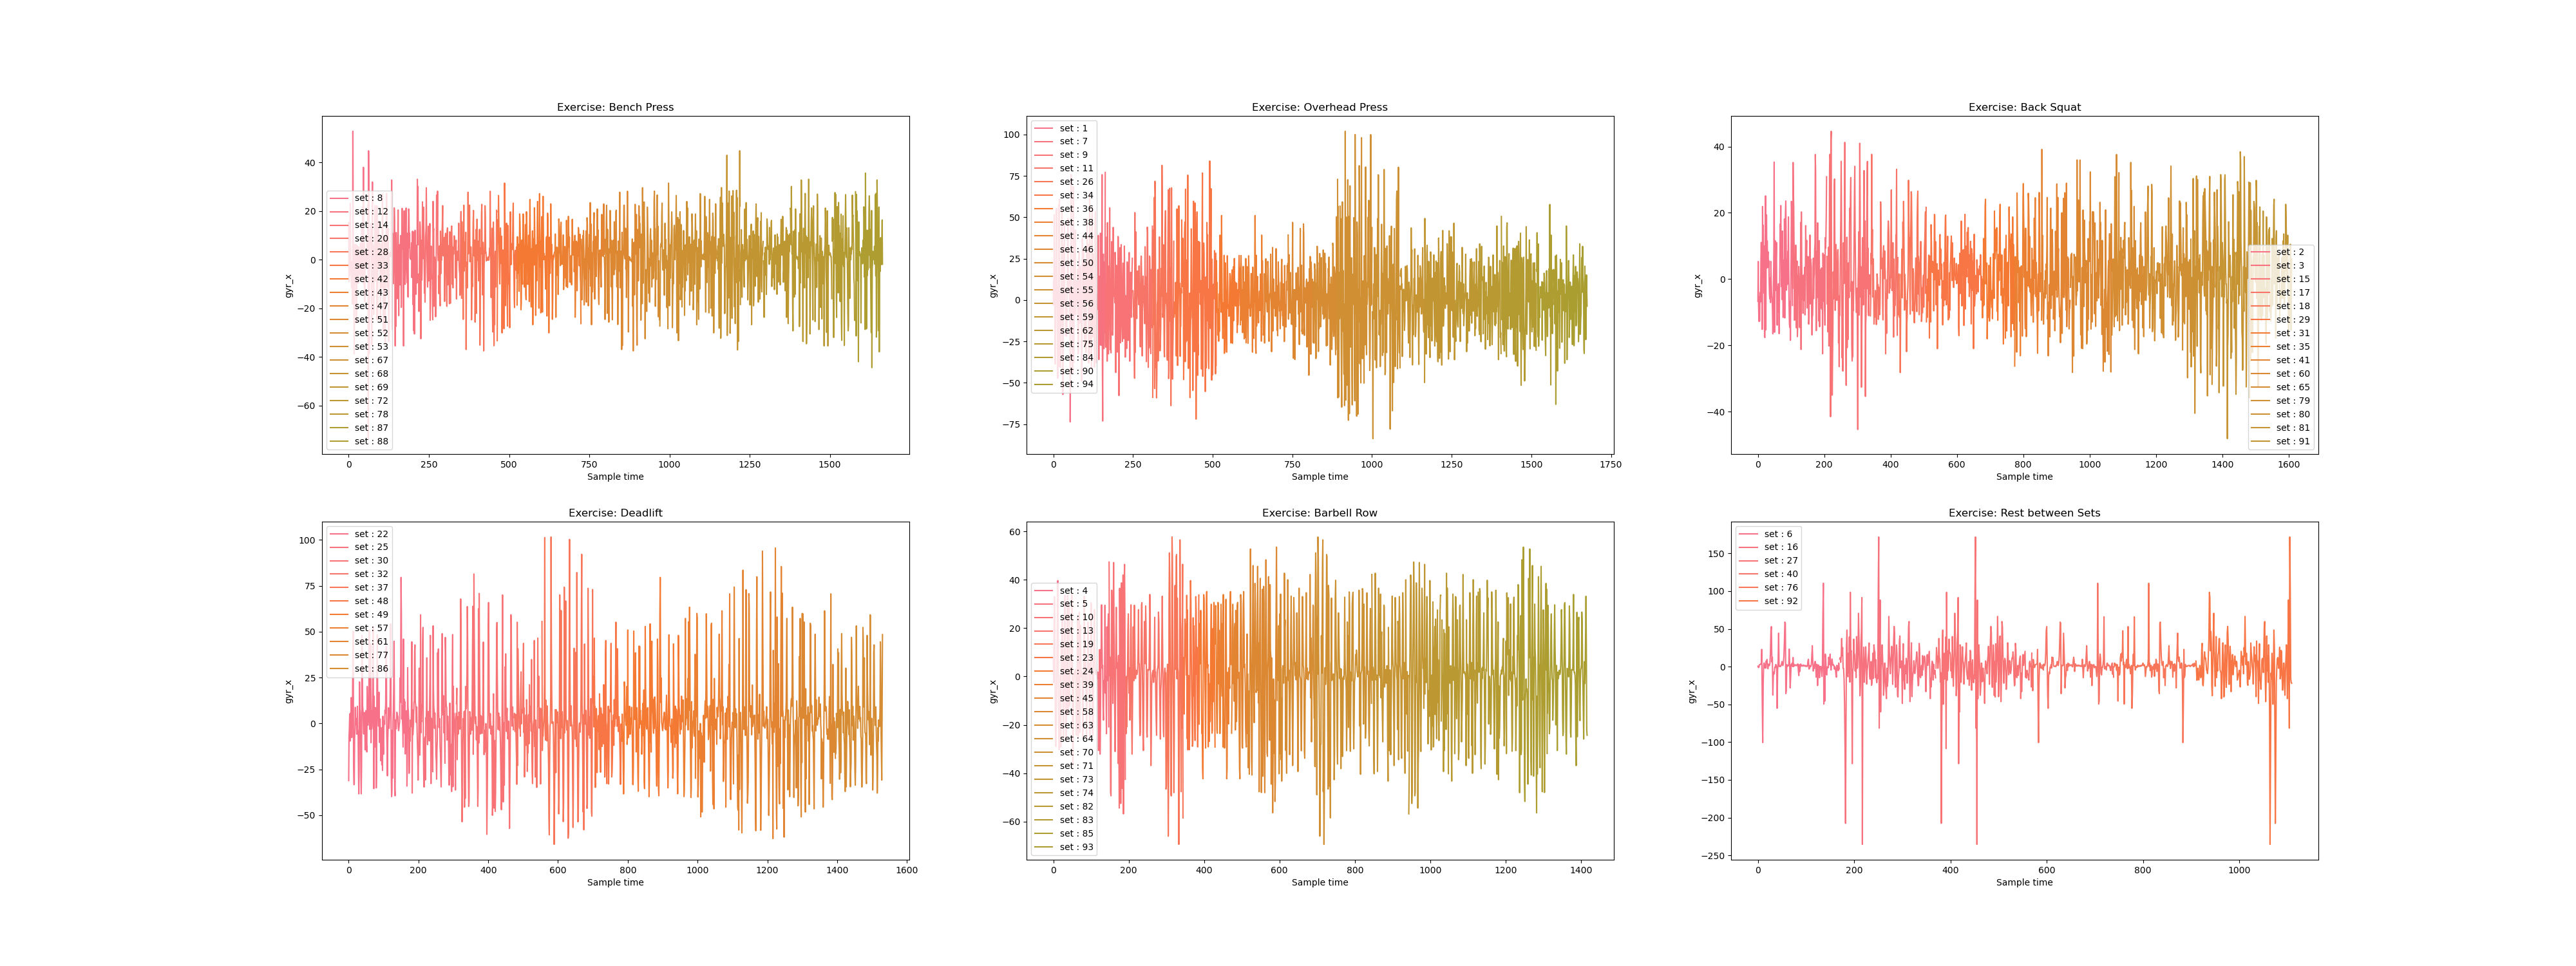 Exercise: Bench Press
gyr_x
40
20
0
−20
−40
−60
set : 8
set : 12
set : 14
set : 20
set : 28
set : 33
set : 42
set : 43
set : 47
set : 51
set : 52
set : 53
set : 67
set : 68
set : 69
set : 72
set : 78
set : 87
set : 88
0 250 500 750 1000 1250 1500
Sample time
Exercise: Overhead Press
gyr_x
100
75
50
25
0
−25
−50
−75
set : 1
set : 7
set : 9
set : 11
set : 26
set : 34
set : 36
set : 38
set : 44
set : 46
set : 50
set : 54
set : 55
set : 56
set : 59
set : 62
set : 75
set : 84
set : 90
set : 94
0 250 500 750 1000 1250 1500 1750
Sample time
Exercise: Back Squat
gyr_x
40
20
0
−20
−40
set : 2
set : 3
set : 15
set : 17
set : 18
set : 29
set : 31
set : 35
set : 41
set : 60
set : 65
set : 79
set : 80
set : 81
set : 91
0 200 400 600 800 1000 1200 1400 1600
Sample time
Exercise: Deadlift
gyr_x
100
75
50
25
0
−25
−50
set : 22
set : 25
set : 30
set : 32
set : 37
set : 48
set : 49
set : 57
set : 61
set : 77
set : 86
0 200 400 600 800 1000 1200 1400 1600
Sample time
Exercise: Barbell Row
gyr_x
60
40
20
0
−20
−40
−60
set : 4
set : 5
set : 10
set : 13
set : 19
set : 23
set : 24
set : 39
set : 45
set : 58
set : 63
set : 64
set : 70
set : 71
set : 73
set : 74
set : 82
set : 83
set : 85
set : 93
0 200 400 600 800 1000 1200 1400
Sample time
Exercise: Rest between Sets
gyr_x
150
100
50
0
−50
−100
−150
−200
−250
set : 6
set : 16
set : 27
set : 40
set : 76
set : 92
0 200 400 600 800 1000
Sample time